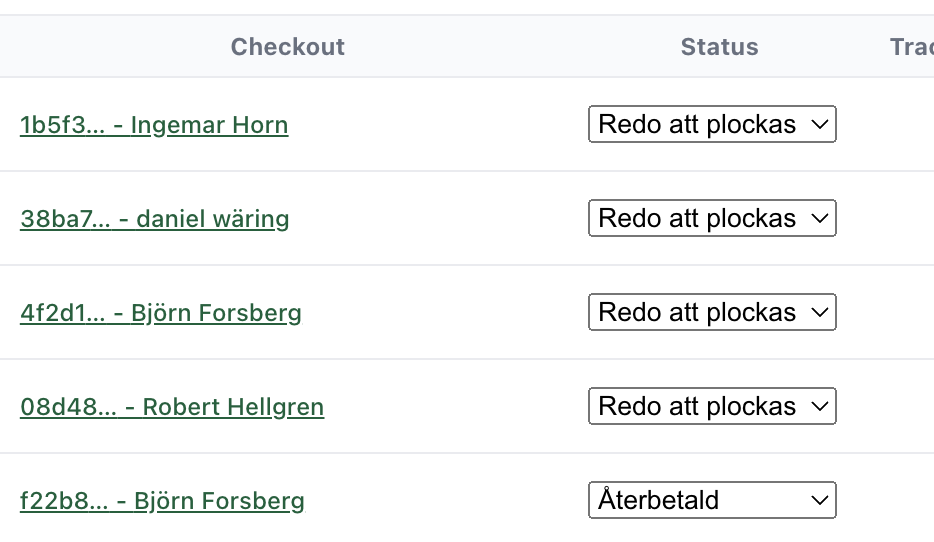 Checkout Status Trac
1b5f3... - Ingemar Horn Redo att plockas
38ba7... - daniel wäring Redo att plockas
4f2d1... - Björn Forsberg Redo att plockas
08d48... - Robert Hellgren Redo att plockas
f22b8... - Björn Forsberg Återbetald